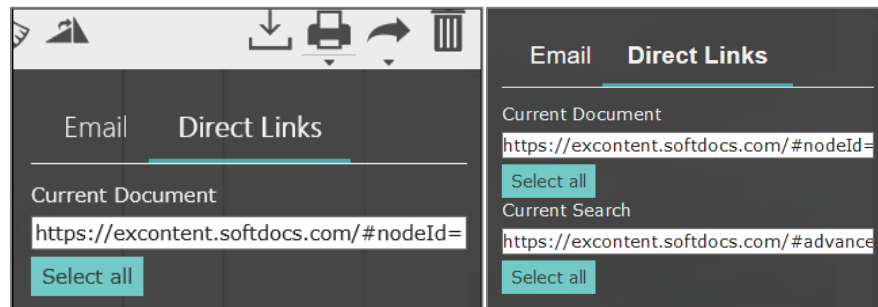 Email Direct Links
Current Document
https://excontent.softdocs.com/#nodeId=
Select all
Email Direct Links
Current Document
https://excontent.softdocs.com/#nodeId=
Select all
Current Search
https://excontent.softdocs.com/#advance
Select all